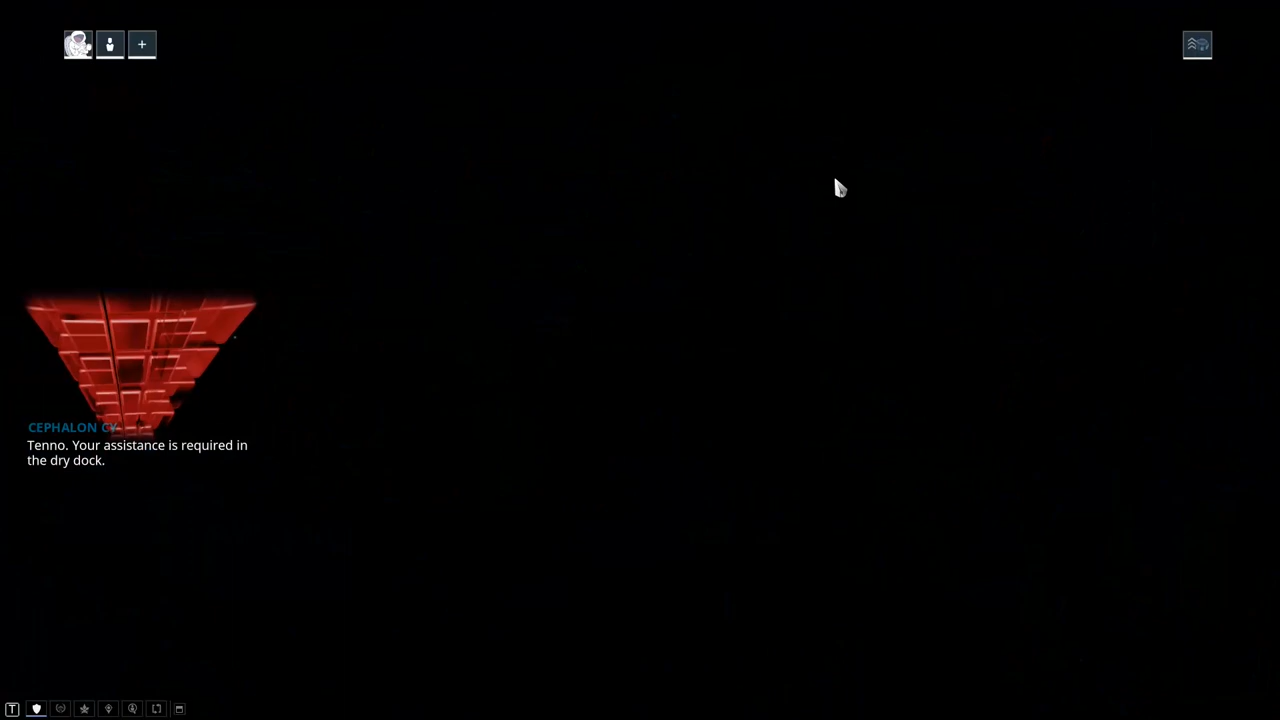 CEPHALON CY
Tenno. Your assistance is required in
the dry dock.
T